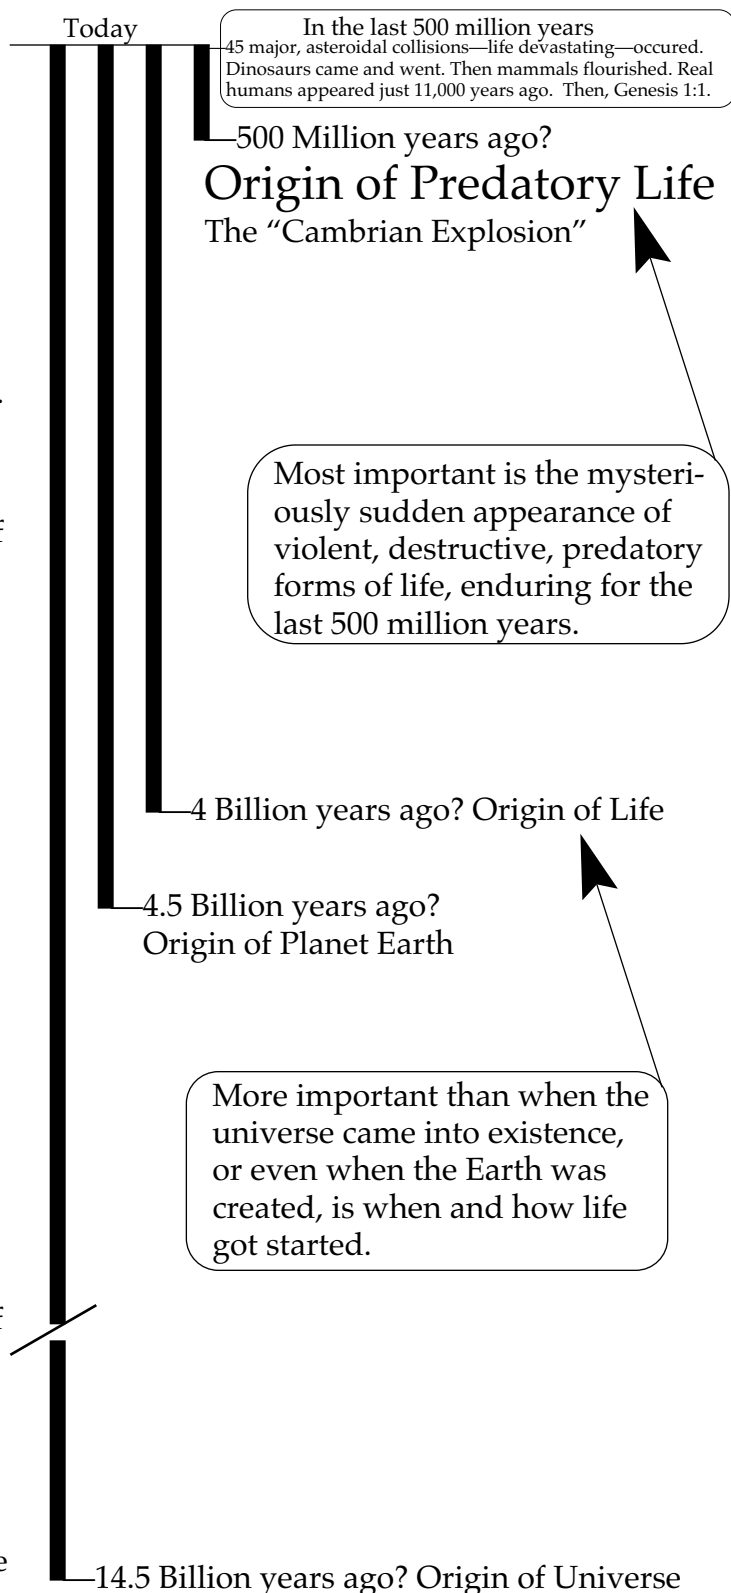 Today
In the last 500 million years
45 major, asteroidal collisions—life devastating—occured.
Dinosaurs came and went. Then mammals flourished. Real
humans appeared just 11,000 years ago. Then, Genesis 1:1.
500 Million years ago?
Origin of Predatory Life
The “Cambrian Explosion”
Most important is the mysteri-
ously sudden appearance of
violent, destructive, predatory
forms of life, enduring for the
last 500 million years.
4 Billion years ago? Origin of Life
4.5 Billion years ago?
Origin of Planet Earth
More important than when the
universe came into existence,
or even when the Earth was
created, is when and how life
got started.
14.5 Billion years ago? Origin of Universe